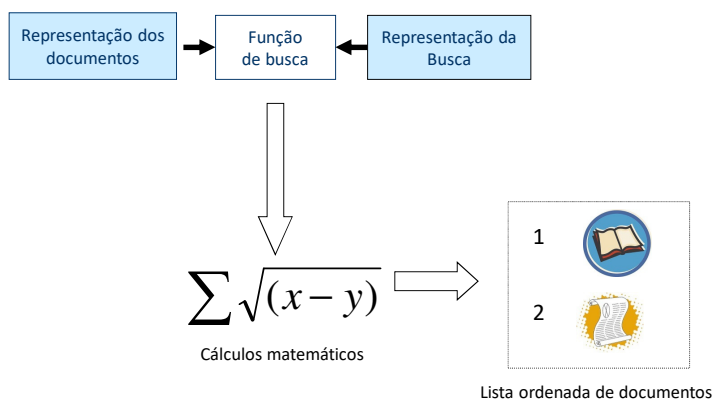 Representação dos
documentos
Função
de busca
Representação da
Busca
∑√(x − y)
Cálculos matemáticos
1
2
Lista ordenada de documentos